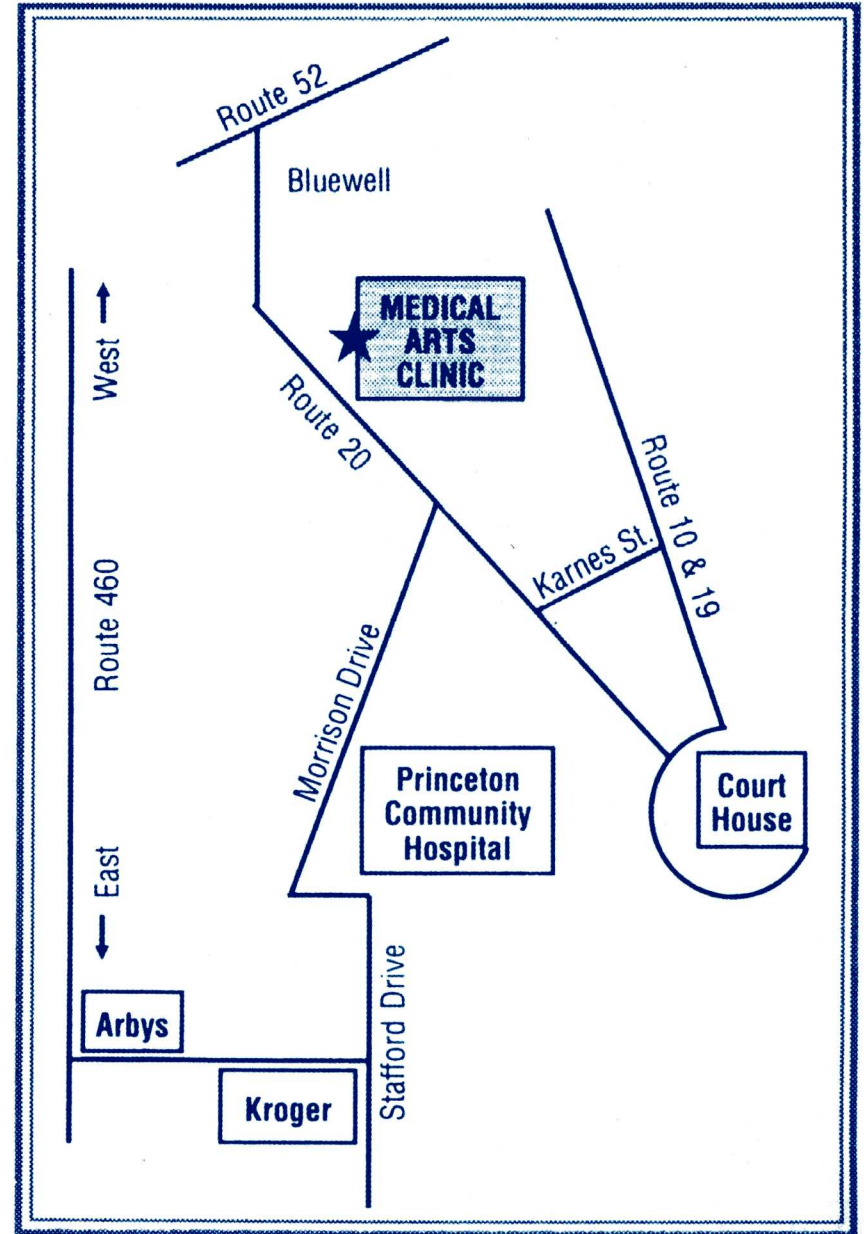 Route 52
Bluewell
West
MEDICAL
ARTS
CLINIC
Route 20
Route 10 & 19
Karnes St.
Route 460
Morrison Drive
Princeton
Community
Hospital
Court
House
East
Arbys
Stafford Drive
Kroger